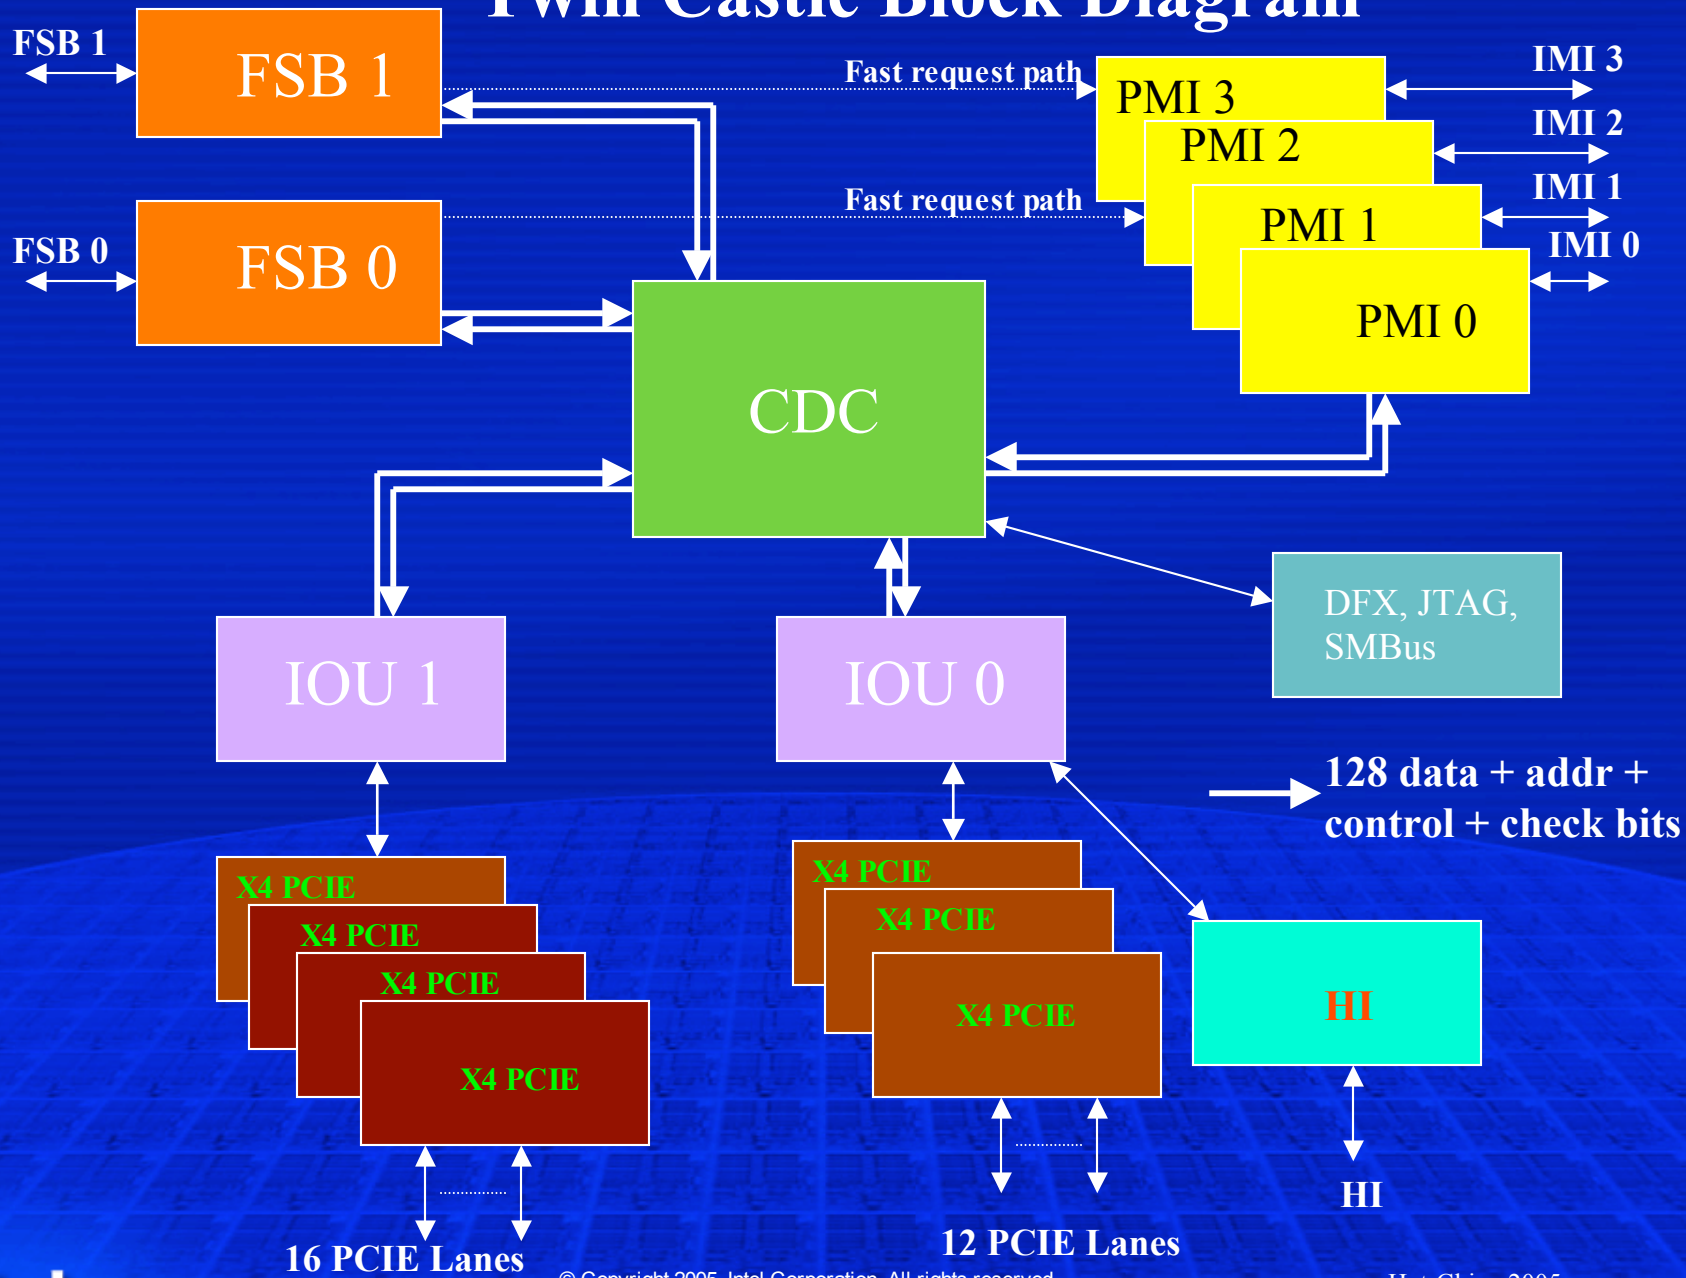 Twin Castle Block Diagram
FSB 1
FSB 1
Fast request path
PMI 3
IMI 3
PMI 2
IMI 2
Fast request path
PMI 1
IMI 1
FSB 0
FSB 0
IMI 0
PMI 0
CDC
DFX, JTAG,
SMBus
IOU 1
IOU 0
128 data + addr +
control + check bits
X4 PCIE
X4 PCIE
X4 PCIE
X4 PCIE
X4 PCIE
X4 PCIE
X4 PCIE
HI
HI
16 PCIE Lanes
12 PCIE Lanes
© Copyright 2005, Intel Corporation. All rights reserved
Hot Chips 2005